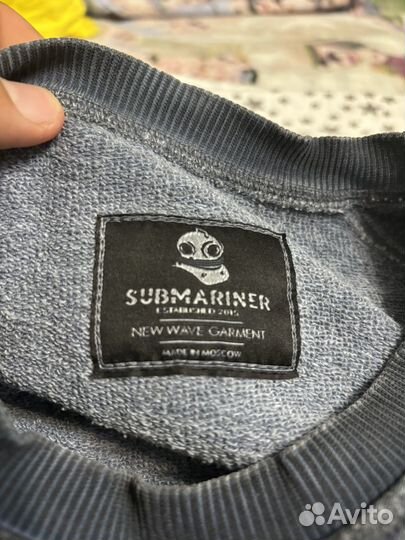 SUBMARINER
ESTABLISHED 2015
NEW WAVE GARMENT
MADE IN MOSCOW
Avito